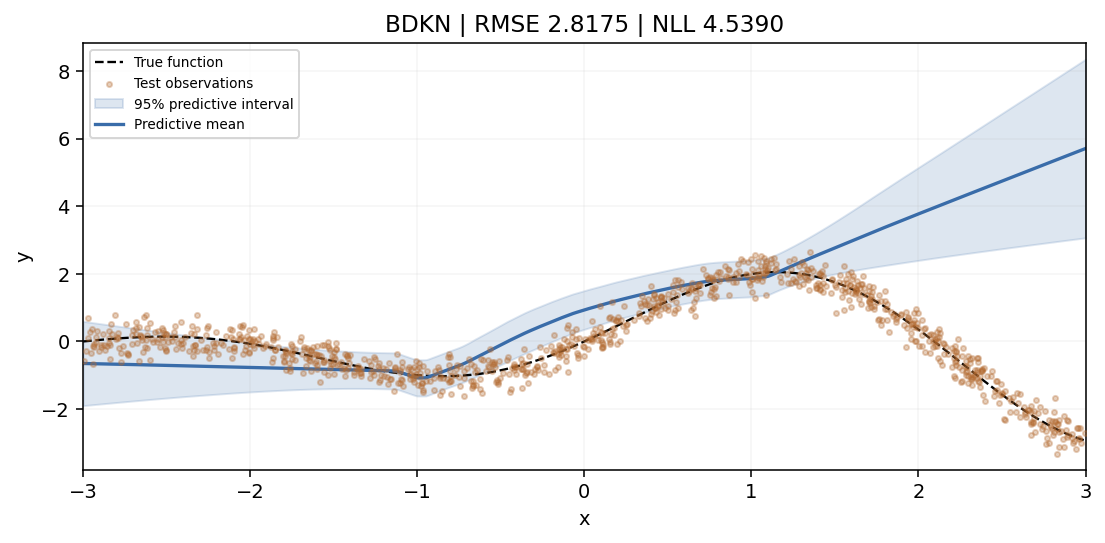 BDKN | RMSE 2.8175 | NLL 4.5390
True function
Test observations
95% predictive interval
Predictive mean
8
6
4
2
0
−2
y
−3
−2
−1
0
1
2
3
x